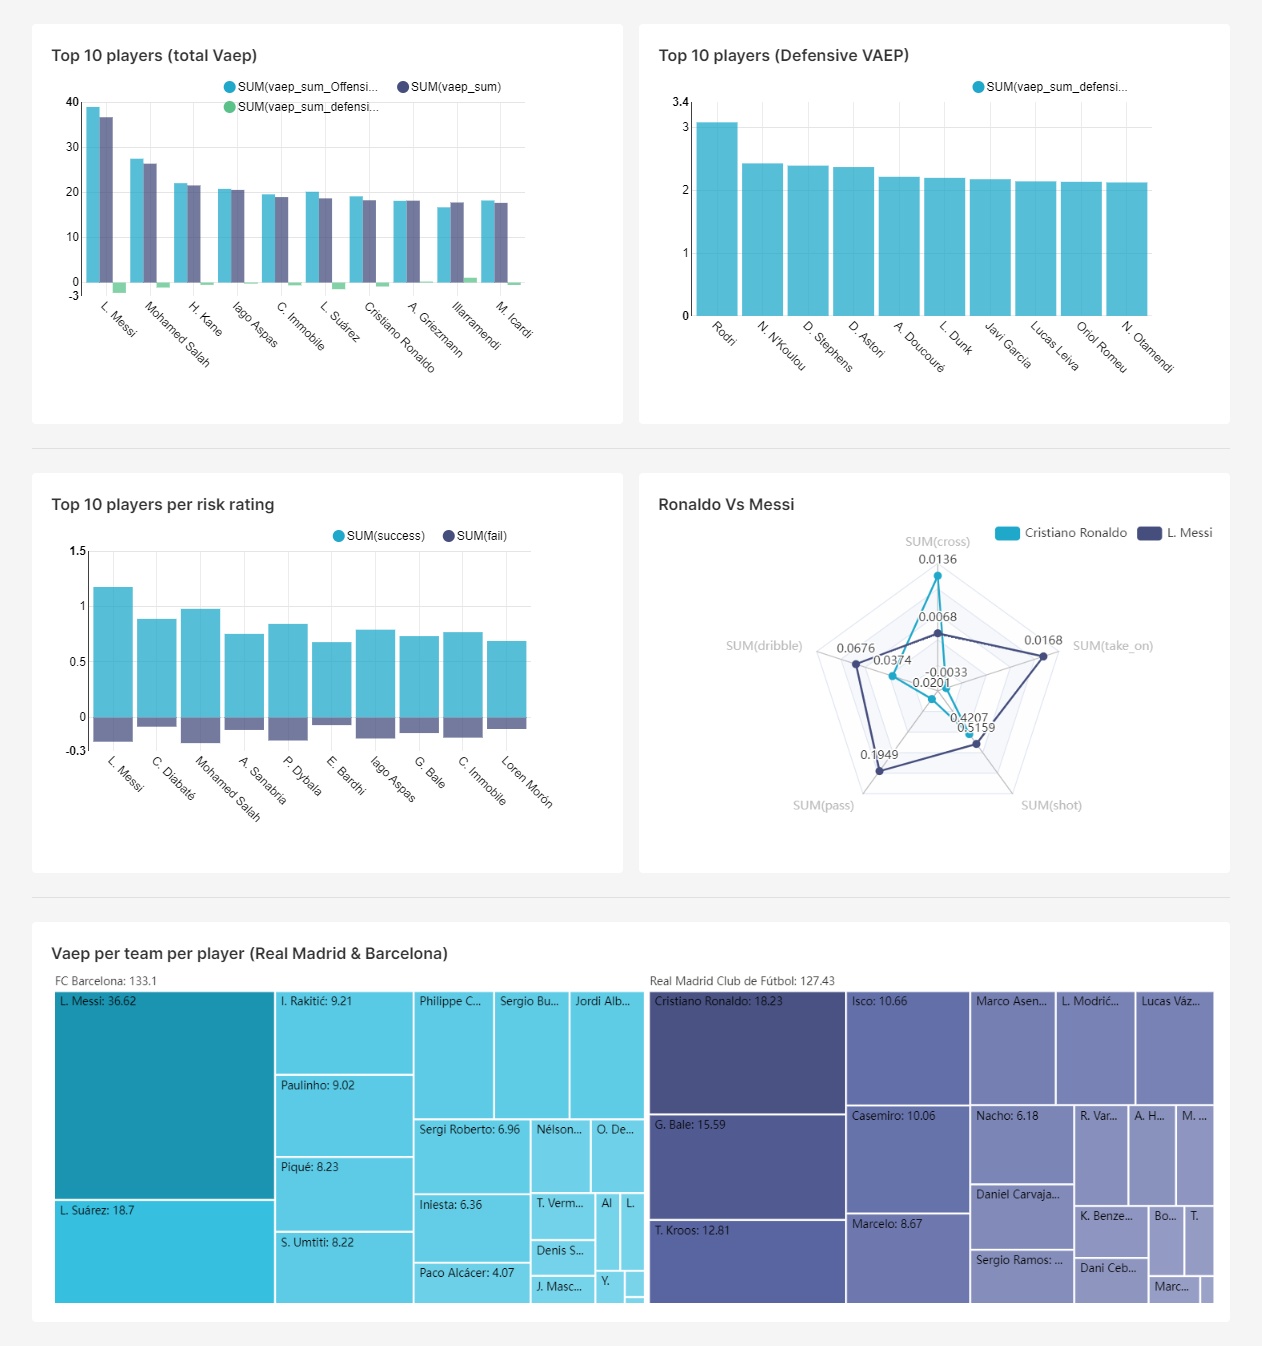 Top 10 players (total Vaep)
SUM(vaep_sum_Offensi...
SUM(vaep_sum)
SUM(vaep_sum_defensi...
40
30
20
10
0
-3
L. Messi
Mohamed Salah
H. Kane
Iago Aspas
C. Immobile
L. Suárez
Cristiano Ronaldo
A. Griezmann
Illarramendi
M. Icardi
Top 10 players (Defensive VAEP)
SUM(vaep_sum_defensi...
3.4
3
2
1
0
Rodri
N. N'Koulou
D. Stephens
D. Astori
A. Doucouré
L. Dunk
Javi García
Lucas Leiva
Oriol Romeu
N. Otamendi
Top 10 players per risk rating
SUM(success)
SUM(fail)
1.5
1
0.5
0
-0.3
L. Messi
C. Diabaté
Mohamed Salah
A. Sanabria
P. Dybala
E. Bardhi
Iago Aspas
G. Bale
C. Immobile
Loren Morón
Ronaldo Vs Messi
Cristiano Ronaldo
L. Messi
SUM(cross)
0.0136
0.0068
0.0168
SUM(take_on)
SUM(dribble)
0.0676
0.0374
-0.0033
0.0201
0.4207
0.5159
0.1949
SUM(pass)
SUM(shot)
Vaep per team per player (Real Madrid & Barcelona)
FC Barcelona: 133.1
L. Messi: 36.62
L. Suárez: 18.7
I. Rakitić: 9.21
Paulinho: 9.02
Piqué: 8.23
S. Umtiti: 8.22
Philippe C...
Sergio Bu...
Jordi Alb...
Sergi Roberto: 6.96
Iniesta: 6.36
Paco Alcácer: 4.07
Nélson...
O. De...
T. Verm...
Al
L.
Denis S...
J. Masc...
Y.
Real Madrid Club de Fútbol: 127.43
Cristiano Ronaldo: 18.23
G. Bale: 15.59
T. Kroos: 12.81
Isco: 10.66
Casemiro: 10.06
Marcelo: 8.67
Marco Asen...
L. Modrić...
Lucas Váz...
Nacho: 6.18
Daniel Carvaja...
Sergio Ramos: ...
R. Var...
A. H...
M. ...
K. Benze...
Bo...
T.
Dani Ceb...
Marc...